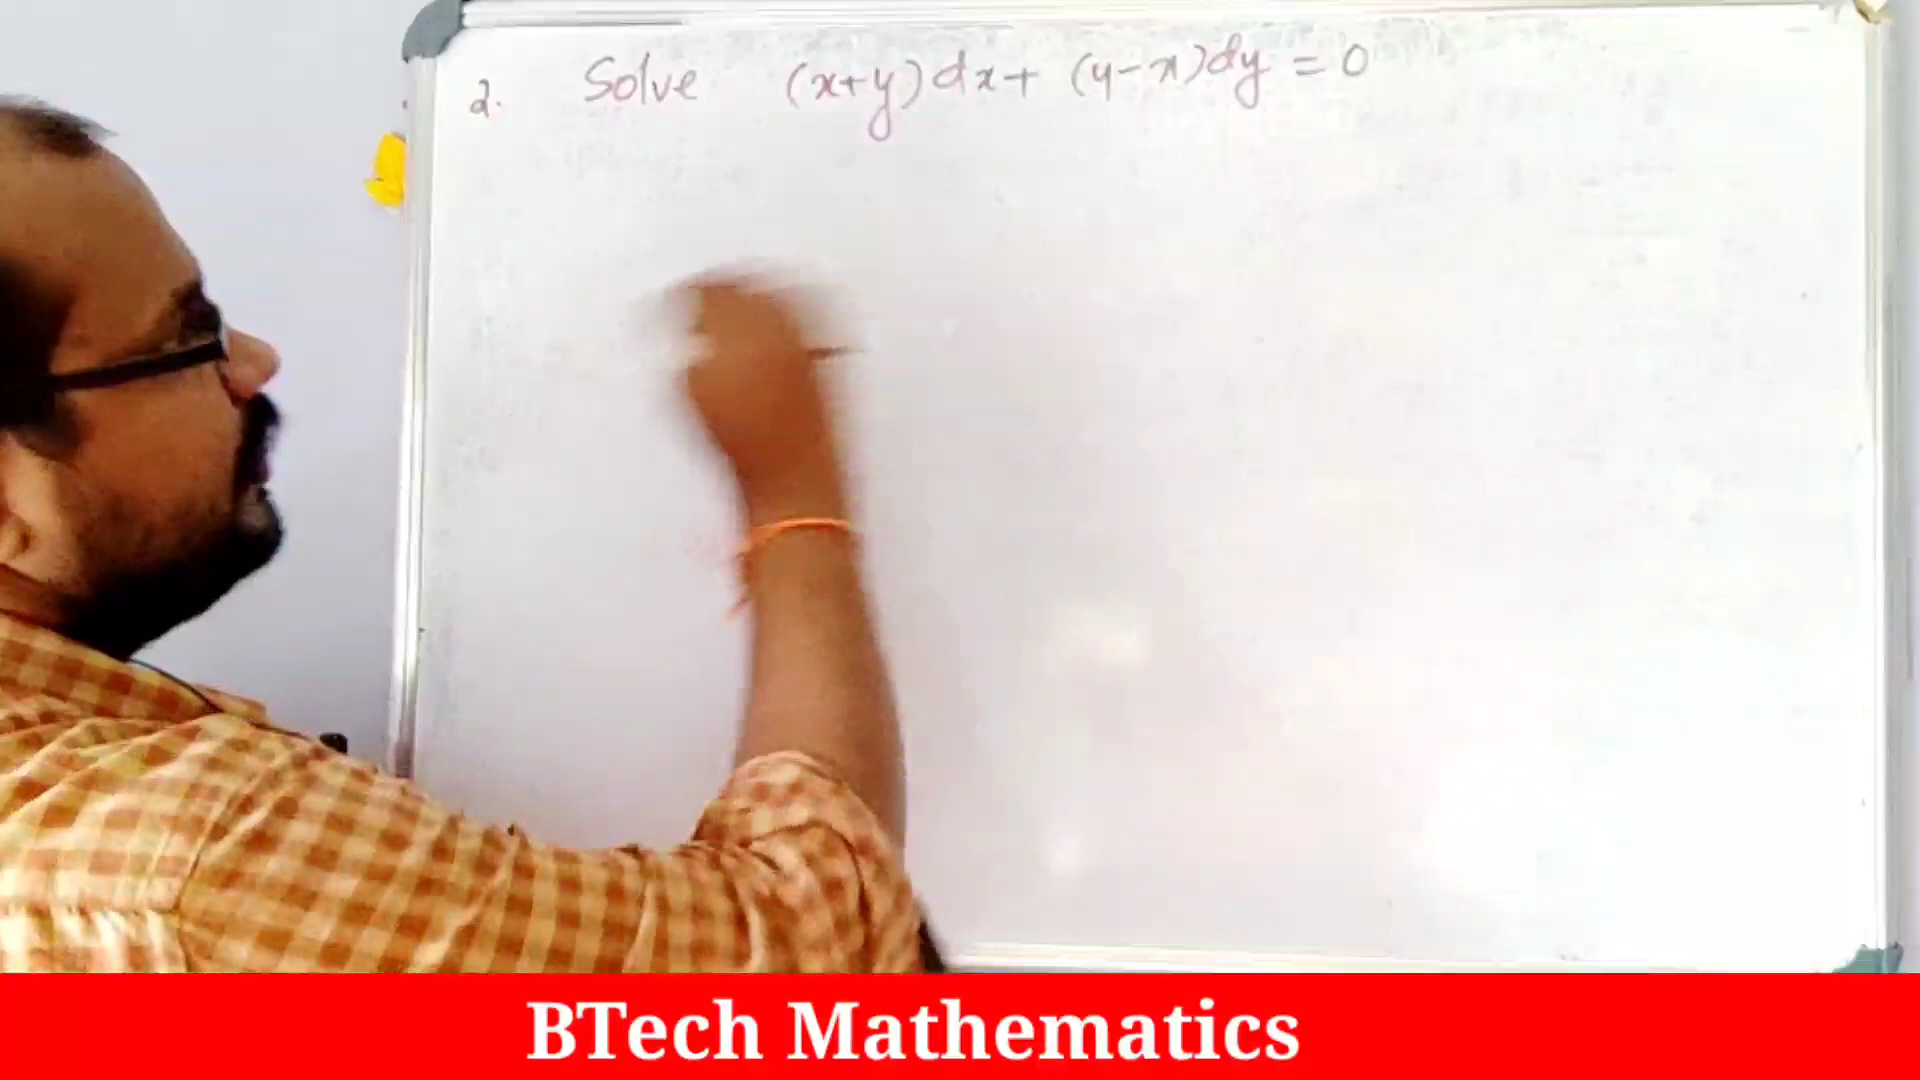 2. Solve (x+y)dx + (y-x)dy = 0
BTech Mathematics